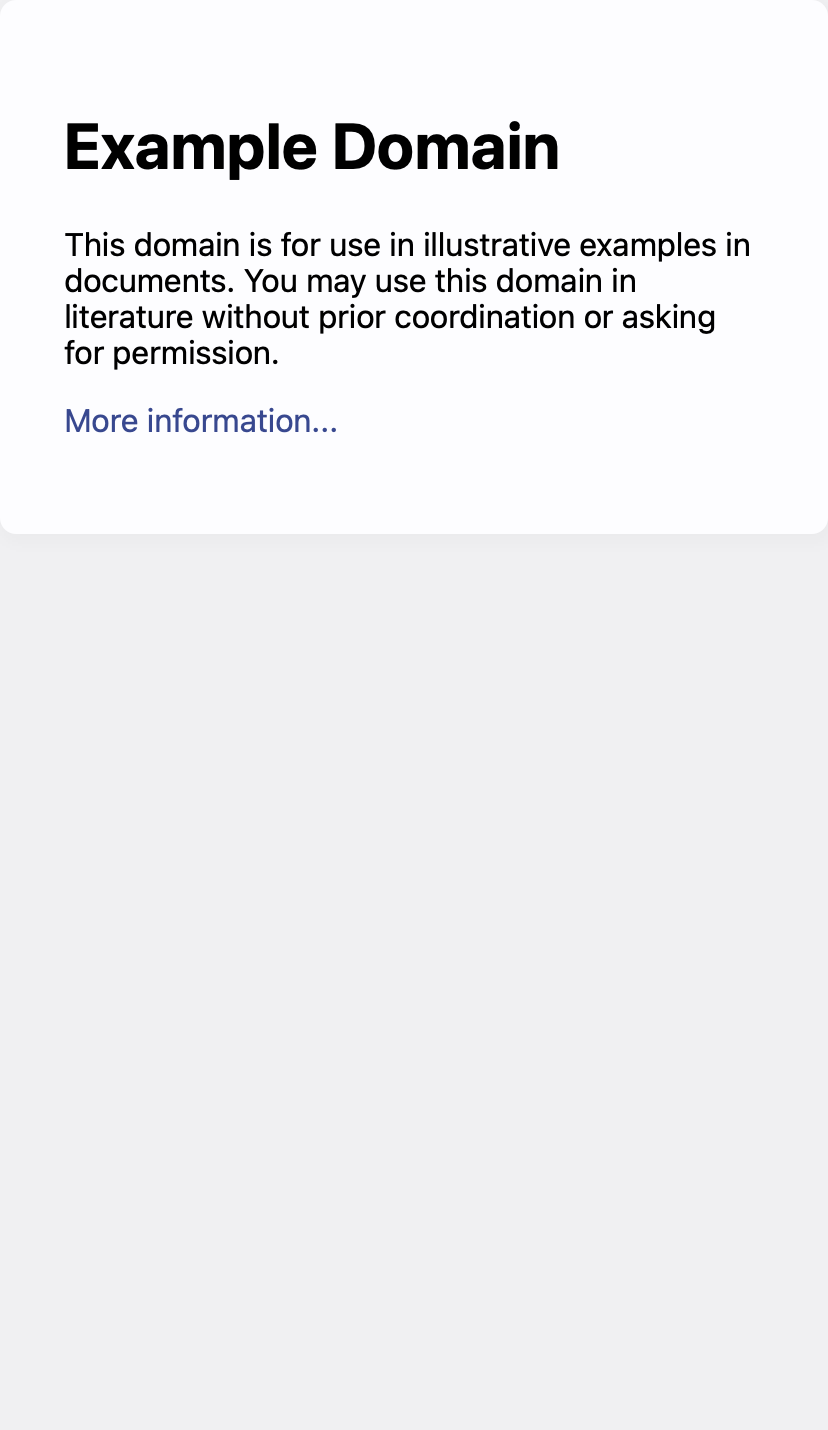 Example Domain
This domain is for use in illustrative examples in
documents. You may use this domain in
literature without prior coordination or asking
for permission.
More information...